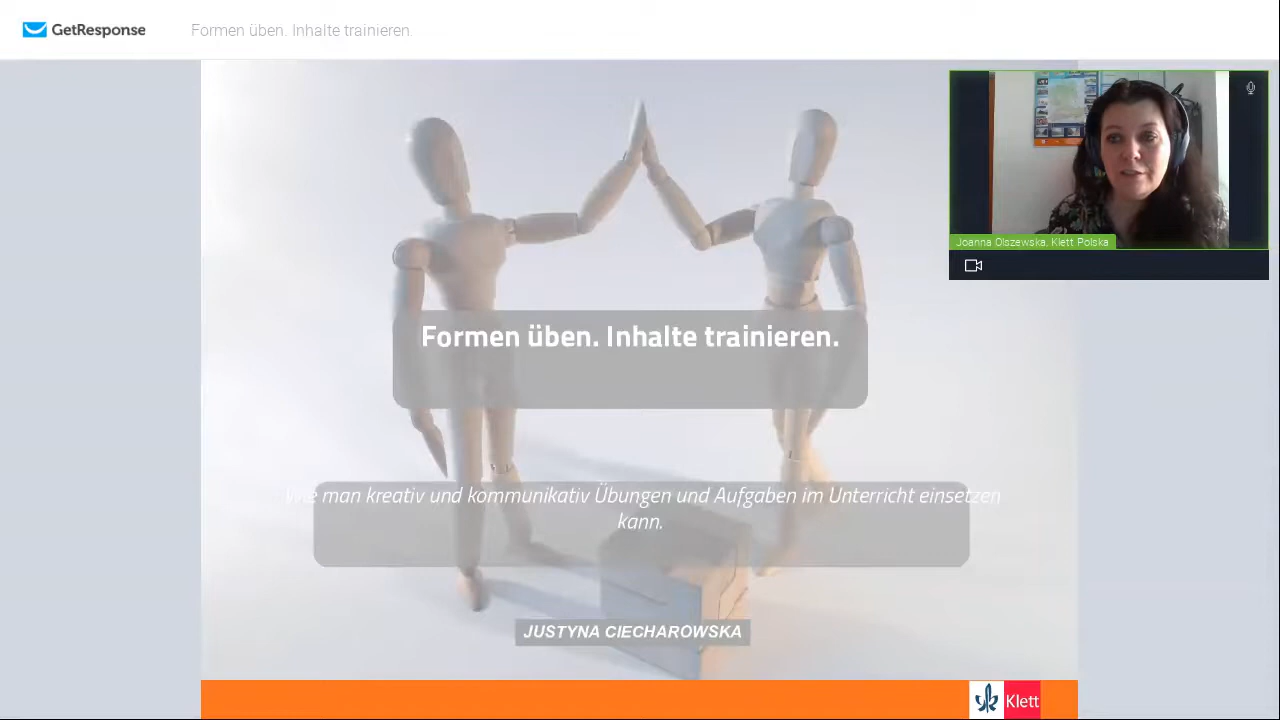 GetResponse
Formen üben. Inhalte trainieren.
Joanna Olszewska, Klett Polska
Formen üben. Inhalte trainieren.
Wie man kreativ und kommunikativ Übungen und Aufgaben im Unterricht einsetzen
kann.
JUSTYNA CIECHAROWSKA
Klett